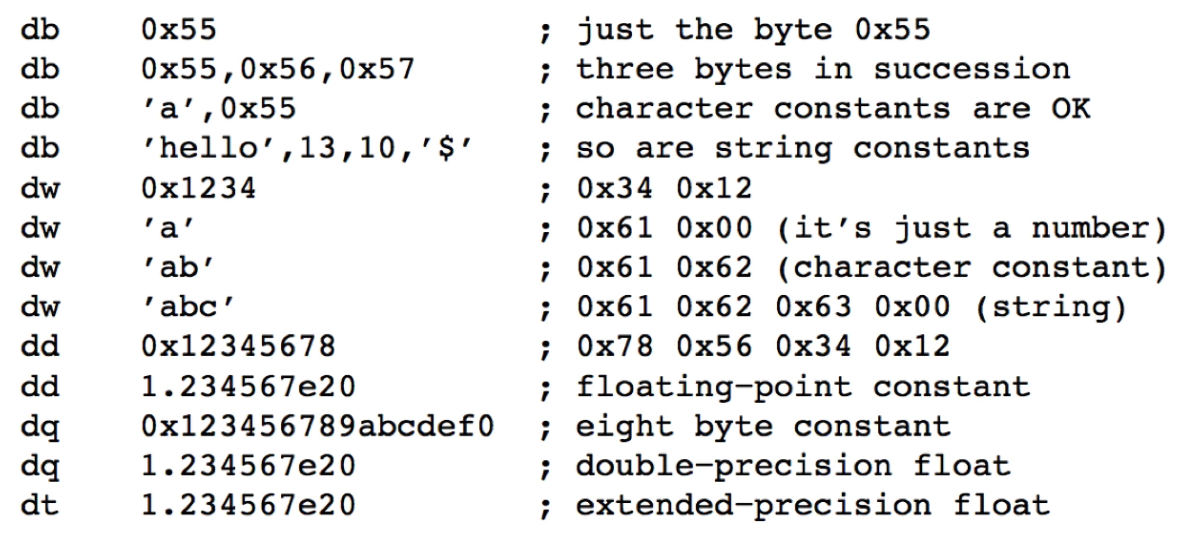 db 0x55 ; just the byte 0x55
db 0x55,0x56,0x57 ; three bytes in succession
db ’a’,0x55 ; character constants are OK
db ’hello’,13,10,’$’ ; so are string constants
dw 0x1234 ; 0x34 0x12
dw ’a’ ; 0x61 0x00 (it’s just a number)
dw ’ab’ ; 0x61 0x62 (character constant)
dw ’abc’ ; 0x61 0x62 0x63 0x00 (string)
dd 0x12345678 ; 0x78 0x56 0x34 0x12
dd 1.234567e20 ; floating-point constant
dq 0x123456789abcdef0 ; eight byte constant
dq 1.234567e20 ; double-precision float
dt 1.234567e20 ; extended-precision float